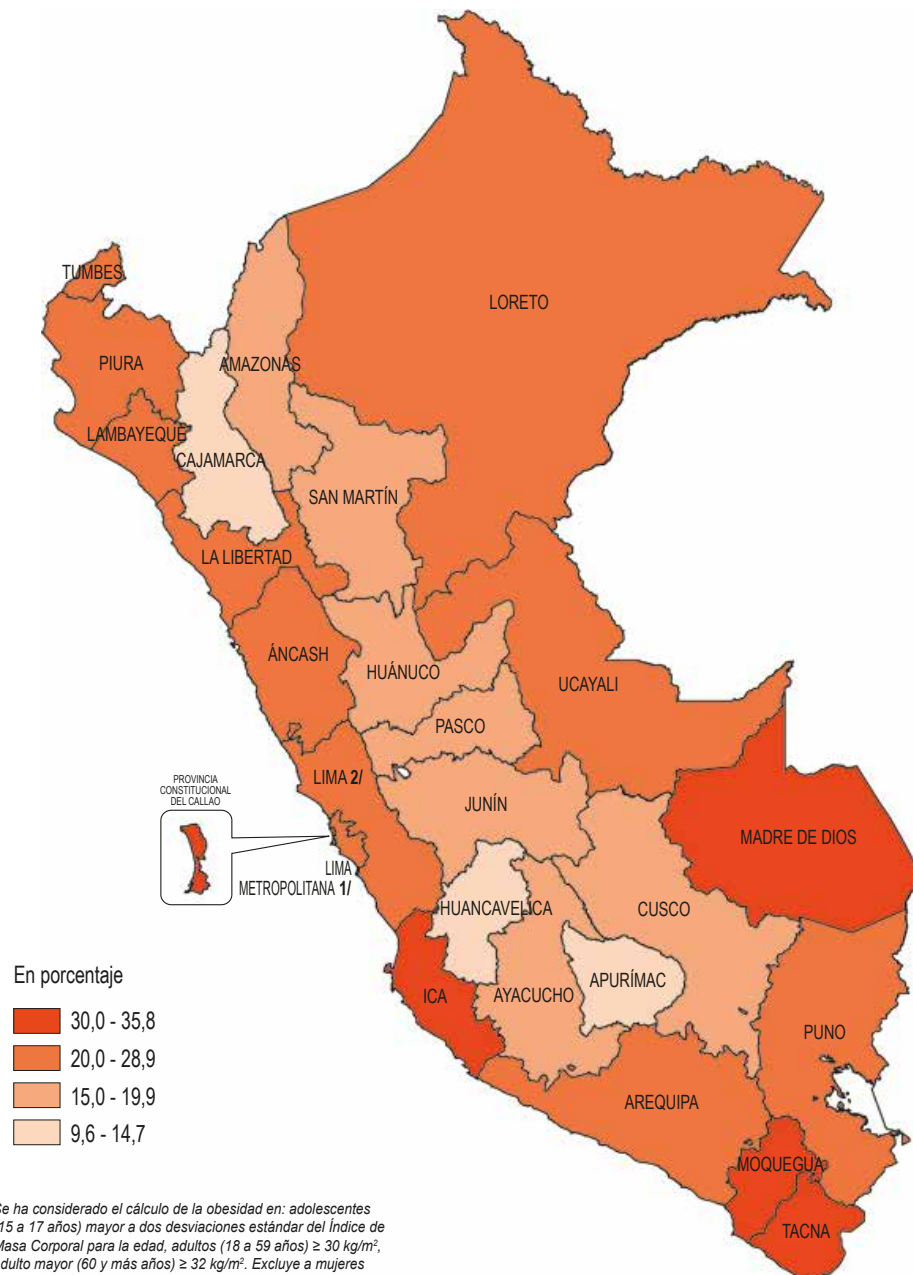 TUMBES
LORETO
PIURA
AMAZONAS
LAMBAYEQUE
CAJAMARCA
SAN MARTÍN
LA LIBERTAD
ÁNCASH
HUÁNUCO
UCAYALI
PASCO
LIMA 2/
PROVINCIA
CONSTITUCIONAL
DEL CALLAO
JUNÍN
MADRE DE DIOS
LIMA
METROPOLITANA 1/
HUANCAVELICA
CUSCO
APURÍMAC
ICA
AYACUCHO
PUNO
AREQUIPA
MOQUEGUA
TACNA
En porcentaje
30,0 - 35,8
20,0 - 28,9
15,0 - 19,9
9,6 - 14,7
Se ha considerado el cálculo de la obesidad en: adolescentes
15 a 17 años) mayor a dos desviaciones estándar del Índice de
Masa Corporal para la edad, adultos (18 a 59 años) ≥ 30 kg/m²,
adulto mayor (60 y más años) ≥ 32 kg/m². Excluye a mujeres